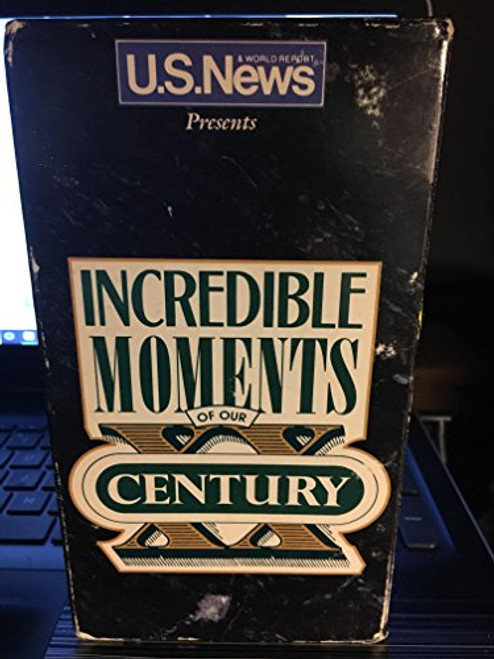 U.S.News
& WORLD REPORT
Presents
INCREDIBLE
MOMENTS
OF OUR
XX
CENTURY